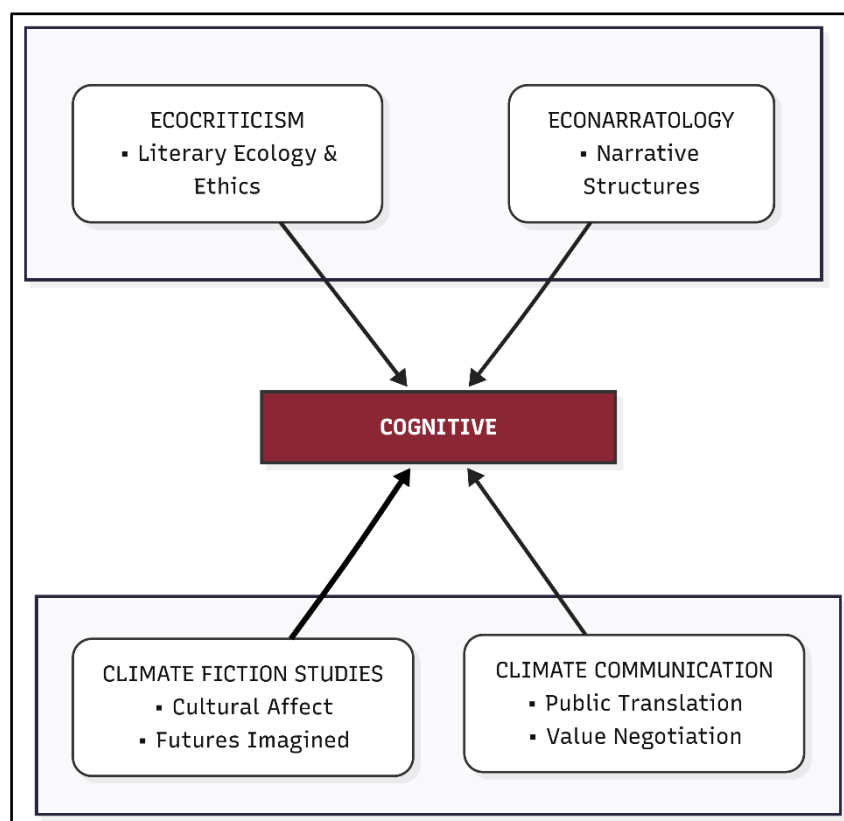 ECOCRITICISM
▪ Literary Ecology &
Ethics
ECONARRATOLOGY
▪ Narrative
Structures
COGNITIVE
CLIMATE FICTION STUDIES
▪ Cultural Affect
▪ Futures Imagined
CLIMATE COMMUNICATION
▪ Public Translation
▪ Value Negotiation